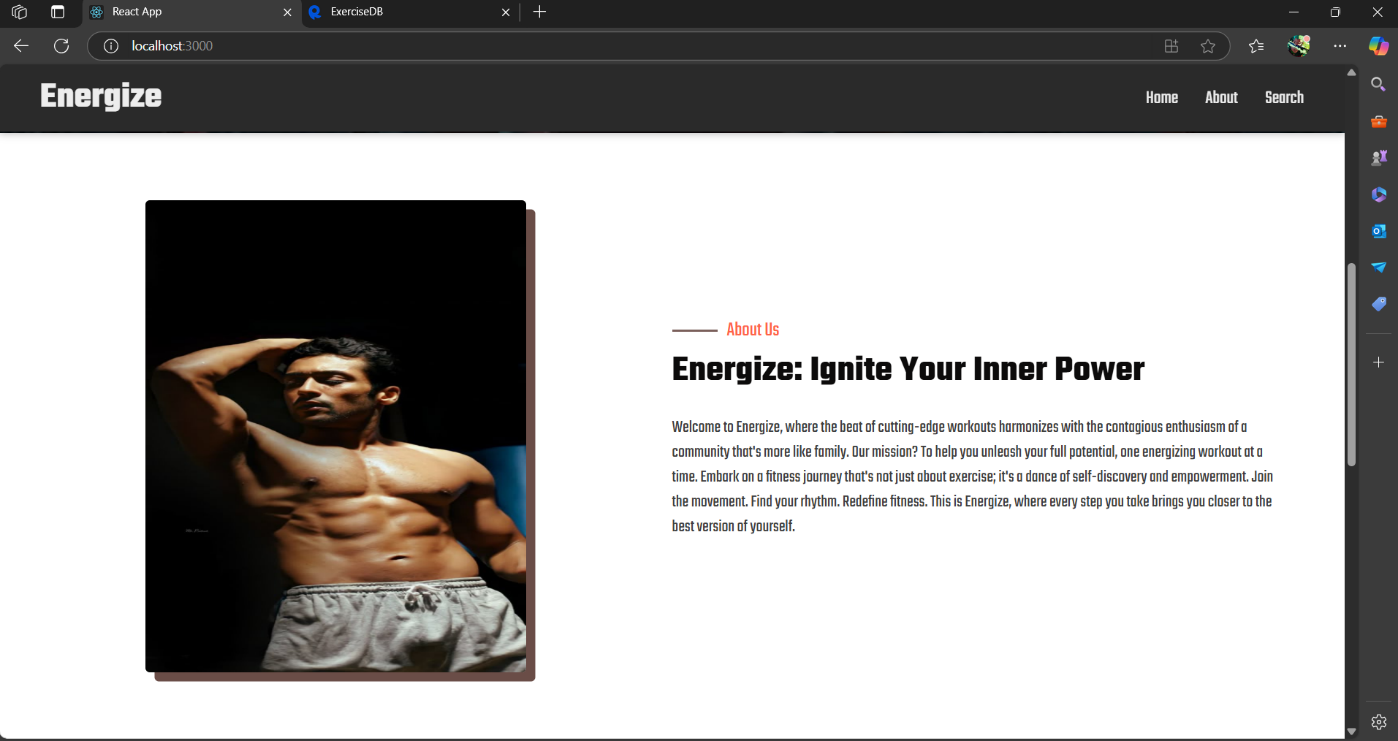 React App
ExerciseDB
localhost:3000
Energize
Home About Search
About Us
Energize: Ignite Your Inner Power
Welcome to Energize, where the beat of cutting-edge workouts harmonizes with the contagious enthusiasm of a
community that's more like family. Our mission? To help you unleash your full potential, one energizing workout at a
time. Embark on a fitness journey that's not just about exercise; it's a dance of self-discovery and empowerment. Join
the movement. Find your rhythm. Redefine fitness. This is Energize, where every step you take brings you closer to the
best version of yourself.